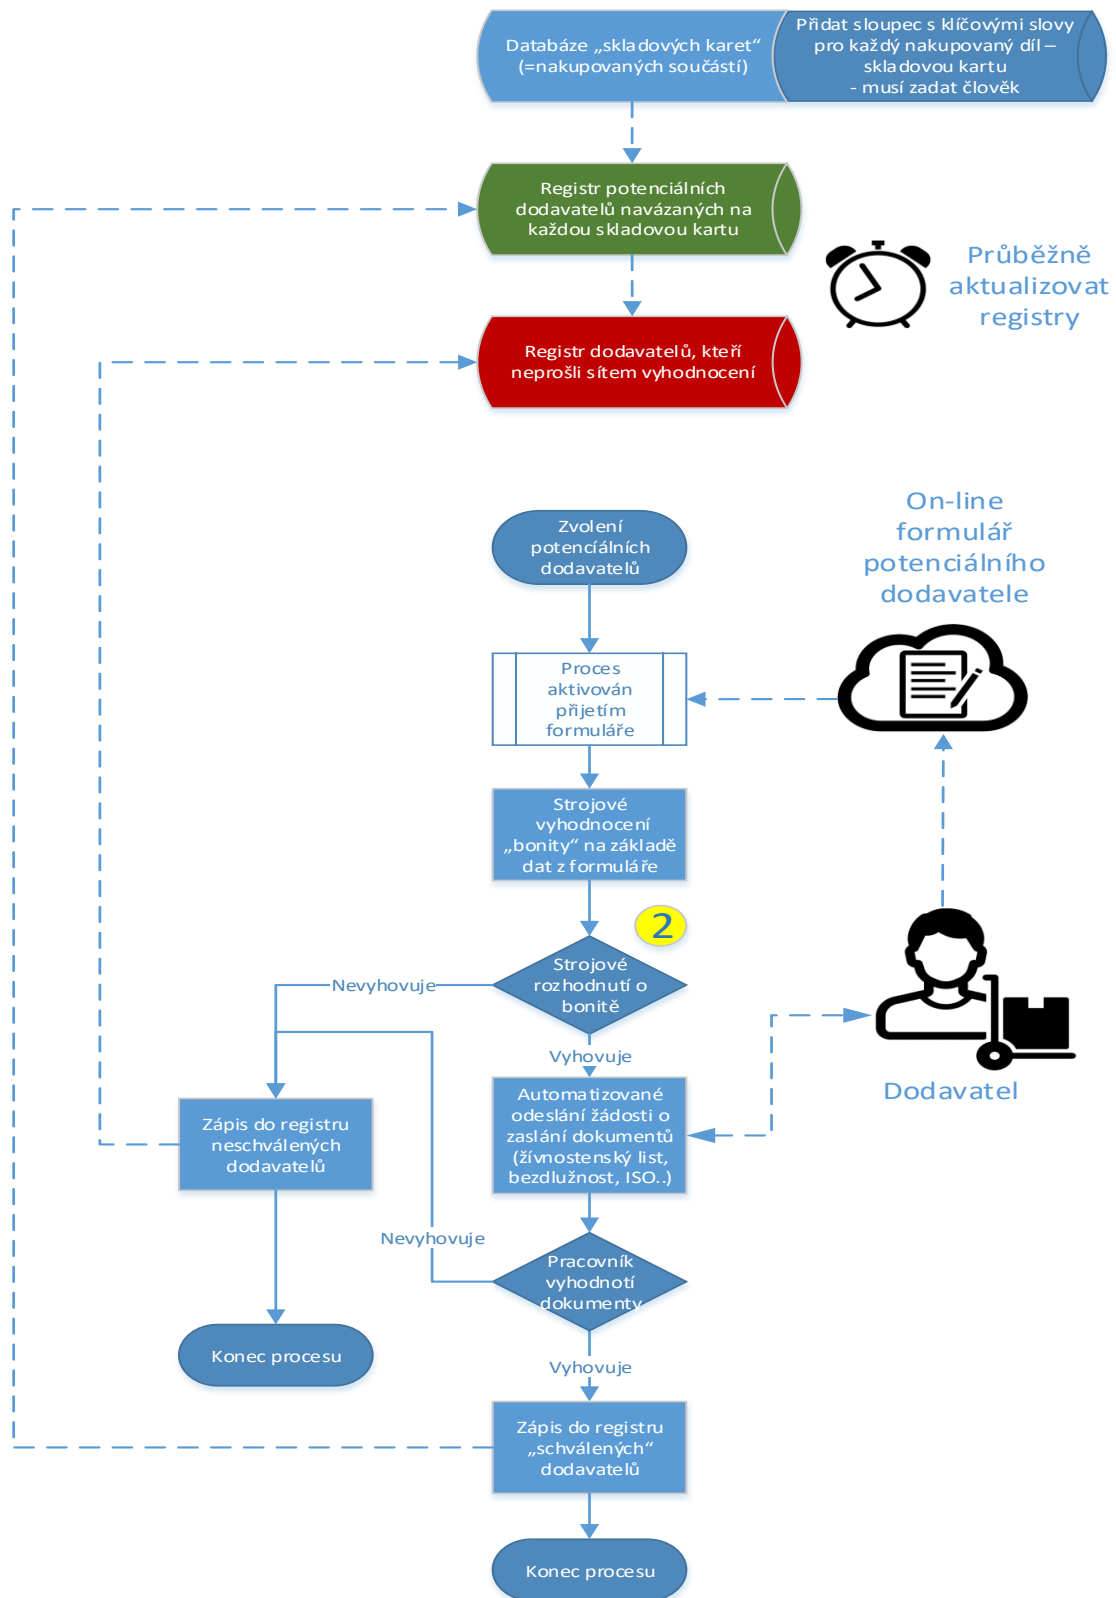 Databáze „skladových karet“
(=nakupovaných součástí)
Přidat sloupec s klíčovými slovy
pro každý nakupovaný díl –
skladovou kartu
- musí zadat člověk
Registr potenciálních
dodavatelů navázaných na
každou skladovou kartu
Průběžně
aktualizovat
registry
Registr dodavatelů, kteří
neprošli sítem vyhodnocení
On-line
formulář
potenciálního
dodavatele
Zvolení
potencíálních
dodavatelů
Proces
aktivován
přijetím
formuláře
Strojové
vyhodnocení
„bonity“ na základě
dat z formuláře
2
Strojové
rozhodnutí o
bonitě
Nevyhovuje
Vyhovuje
Dodavatel
Automatizované
odeslání žádosti o
zaslání dokumentů
(žívnostenský list,
bezdlužnost, ISO..)
Zápis do registru
neschválených
dodavatelů
Nevyhovuje
Pracovník
vyhodnotí
dokumenty
Konec procesu
Vyhovuje
Zápis do registru
„schválených“
dodavatelů
Konec procesu